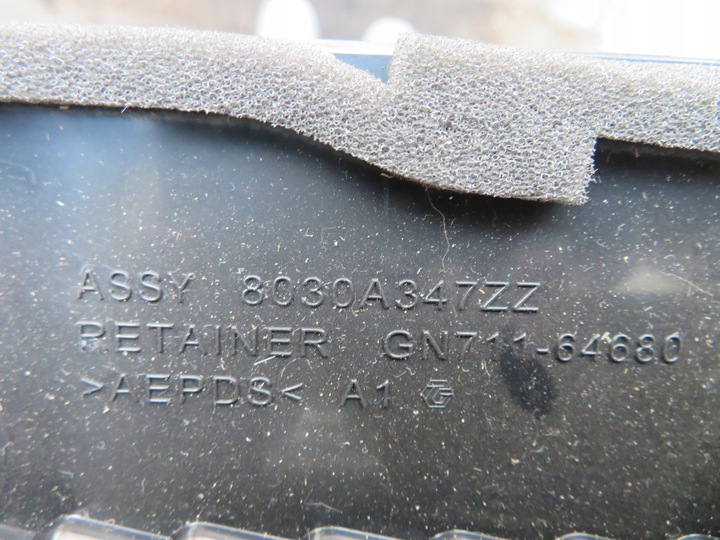 ASSY 8030A347ZZ
RETAINER GN711-64680
>AEPDS< A1